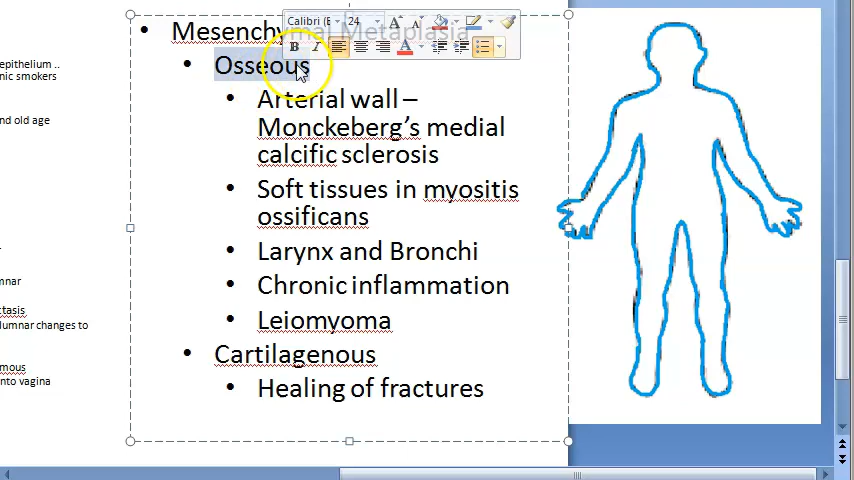 Calibri (E
24
Mesenchymal Metaplasia
Osseous
Arterial wall –
Monckeberg's medial
calcific sclerosis
Soft tissues in myositis
ossificans
Larynx and Bronchi
Chronic inflammation
Leiomyoma
Cartilagenous
Healing of fractures
epithelium ..
nic smokers
nd old age
mnar
tasis
lumnar changes to
mous
nto vagina